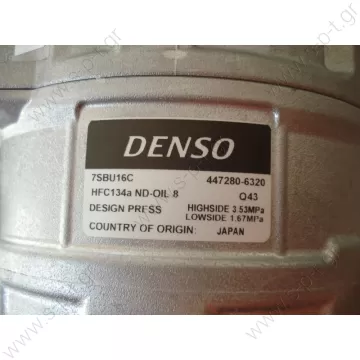 DENSO
7SBU16C 447280-6320
HFC134a ND-OIL 8 Q43
DESIGN PRESS HIGHSIDE 3.53MPa
LOWSIDE 1.67MPa
COUNTRY OF ORIGIN: JAPAN